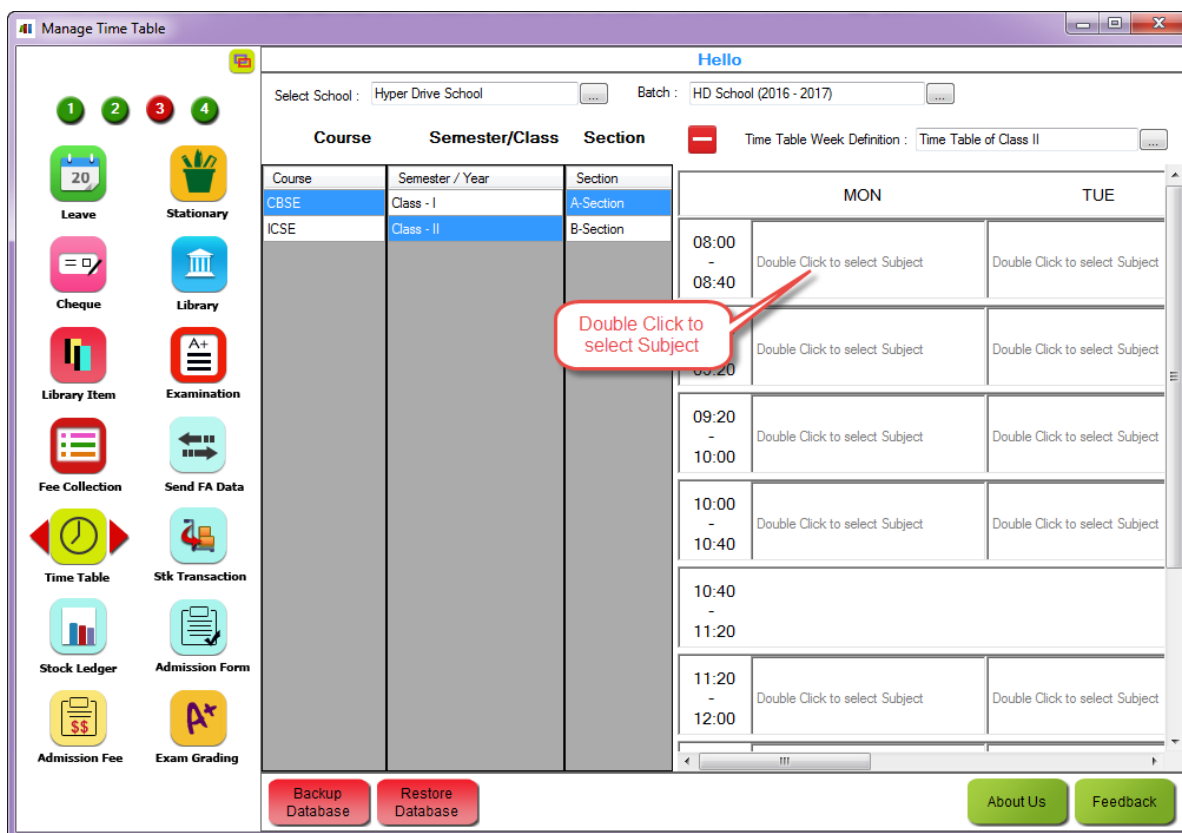 Manage Time Table
Hello
Select School : Hyper Drive School ... Batch : HD School (2016 - 2017) ...
1 2 3 4
Course Semester/Class Section Time Table Week Definition : Time Table of Class II ...
Course Semester / Year Section
CBSE Class - I A-Section
ICSE Class - II B-Section
MON TUE
08:00
-
08:40
Double Click to select Subject Double Click to select Subject
Double Click to
select Subject
Double Click to select Subject Double Click to select Subject
09:20
-
10:00
Double Click to select Subject Double Click to select Subject
10:00
-
10:40
Double Click to select Subject Double Click to select Subject
10:40
-
11:20
11:20
-
12:00
Double Click to select Subject Double Click to select Subject
20
Leave Stationary
Cheque Library
A+
Library Item Examination
Fee Collection Send FA Data
Time Table Stk Transaction
Stock Ledger Admission Form
$$ A+
Admission Fee Exam Grading
Backup
Database
Restore
Database
About Us Feedback